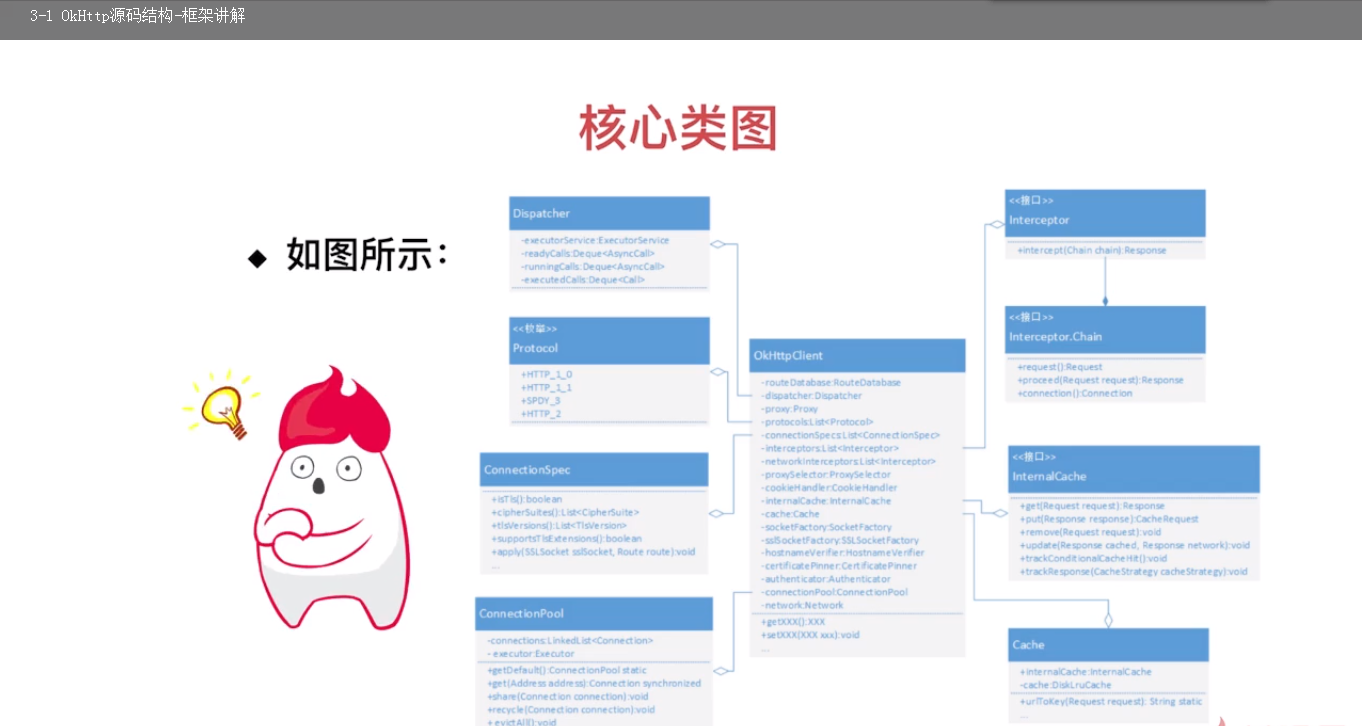 3-1 OkHttp源码结构-框架讲解
核心类图
◆ 如图所示：
Dispatcher
-executorService:ExecutorService
-readyCalls:Deque<AsyncCall>
-runningCalls:Deque<AsyncCall>
-executedCalls:Deque<Call>
<<枚举>>
Protocol
+HTTP_1_0
+HTTP_1_1
+SPDY_3
+HTTP_2
ConnectionSpec
+isTls():boolean
+cipherSuites():List<CipherSuite>
+tlsVersions():List<TlsVersion>
+supportsTlsExtensions():boolean
+apply(SSLSocket sslSocket, Route route):void
...
ConnectionPool
-connections:LinkedList<Connection>
- executor:Executor
+getDefault():ConnectionPool static
+get(Address address):Connection synchronized
+share(Connection connection):void
+recycle(Connection connection):void
+ evictAll():void
OkHttpClient
-routeDatabase:RouteDatabase
-dispatcher:Dispatcher
-proxy:Proxy
-protocols:List<Protocol>
-connectionSpecs:List<ConnectionSpec>
-interceptors:List<Interceptor>
-networkInterceptors:List<Interceptor>
-proxySelector:ProxySelector
-cookieHandler:CookieHandler
-internalCache:InternalCache
-cache:Cache
-socketFactory:SocketFactory
-sslSocketFactory:SSLSocketFactory
-hostnameVerifier:HostnameVerifier
-certificatePinner:CertificatePinner
-authenticator:Authenticator
-connectionPool:ConnectionPool
-network:Network
+getXXX():XXX
+setXXX(XXX xxx):void
...
<<接口>>
Interceptor
+intercept(Chain chain):Response
<<接口>>
Interceptor.Chain
+request():Request
+proceed(Request request):Response
+connection():Connection
<<接口>>
InternalCache
+get(Request request):Response
+put(Response response):CacheRequest
+remove(Request request):void
+update(Response cached, Response network):void
+trackConditionalCacheHit():void
+trackResponse(CacheStrategy cacheStrategy):void
Cache
+internalCache:InternalCache
-cache:DiskLruCache
+urlToKey(Request request): String static
...